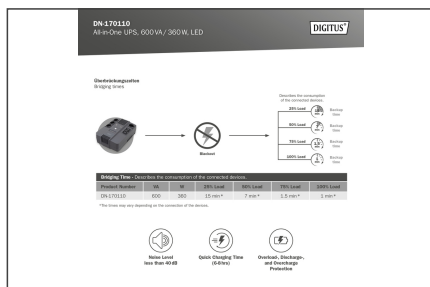 DN-170110
All-in-One UPS, 600 VA / 360 W, LED
DIGITUS®
Überbrückungszeiten
Bridging times
Describes the consumption
of the connected devices.
25% Load
Backup
time
50% Load
Backup
time
75% Load
Backup
time
100% Load
Backup
time
Blackout
Bridging Time - Describes the consumption of the connected devices.
Product Number VA W 25% Load 50% Load 75% Load 100% Load
DN-170110 600 360 15 min * 7 min * 1.5 min * 1 min *
*The times may vary depending on the connection of the devices.
Noise Level
less than 40 dB
Quick Charging Time
(6-8 hrs)
Overload-, Discharge-,
and Overcharge
Protection